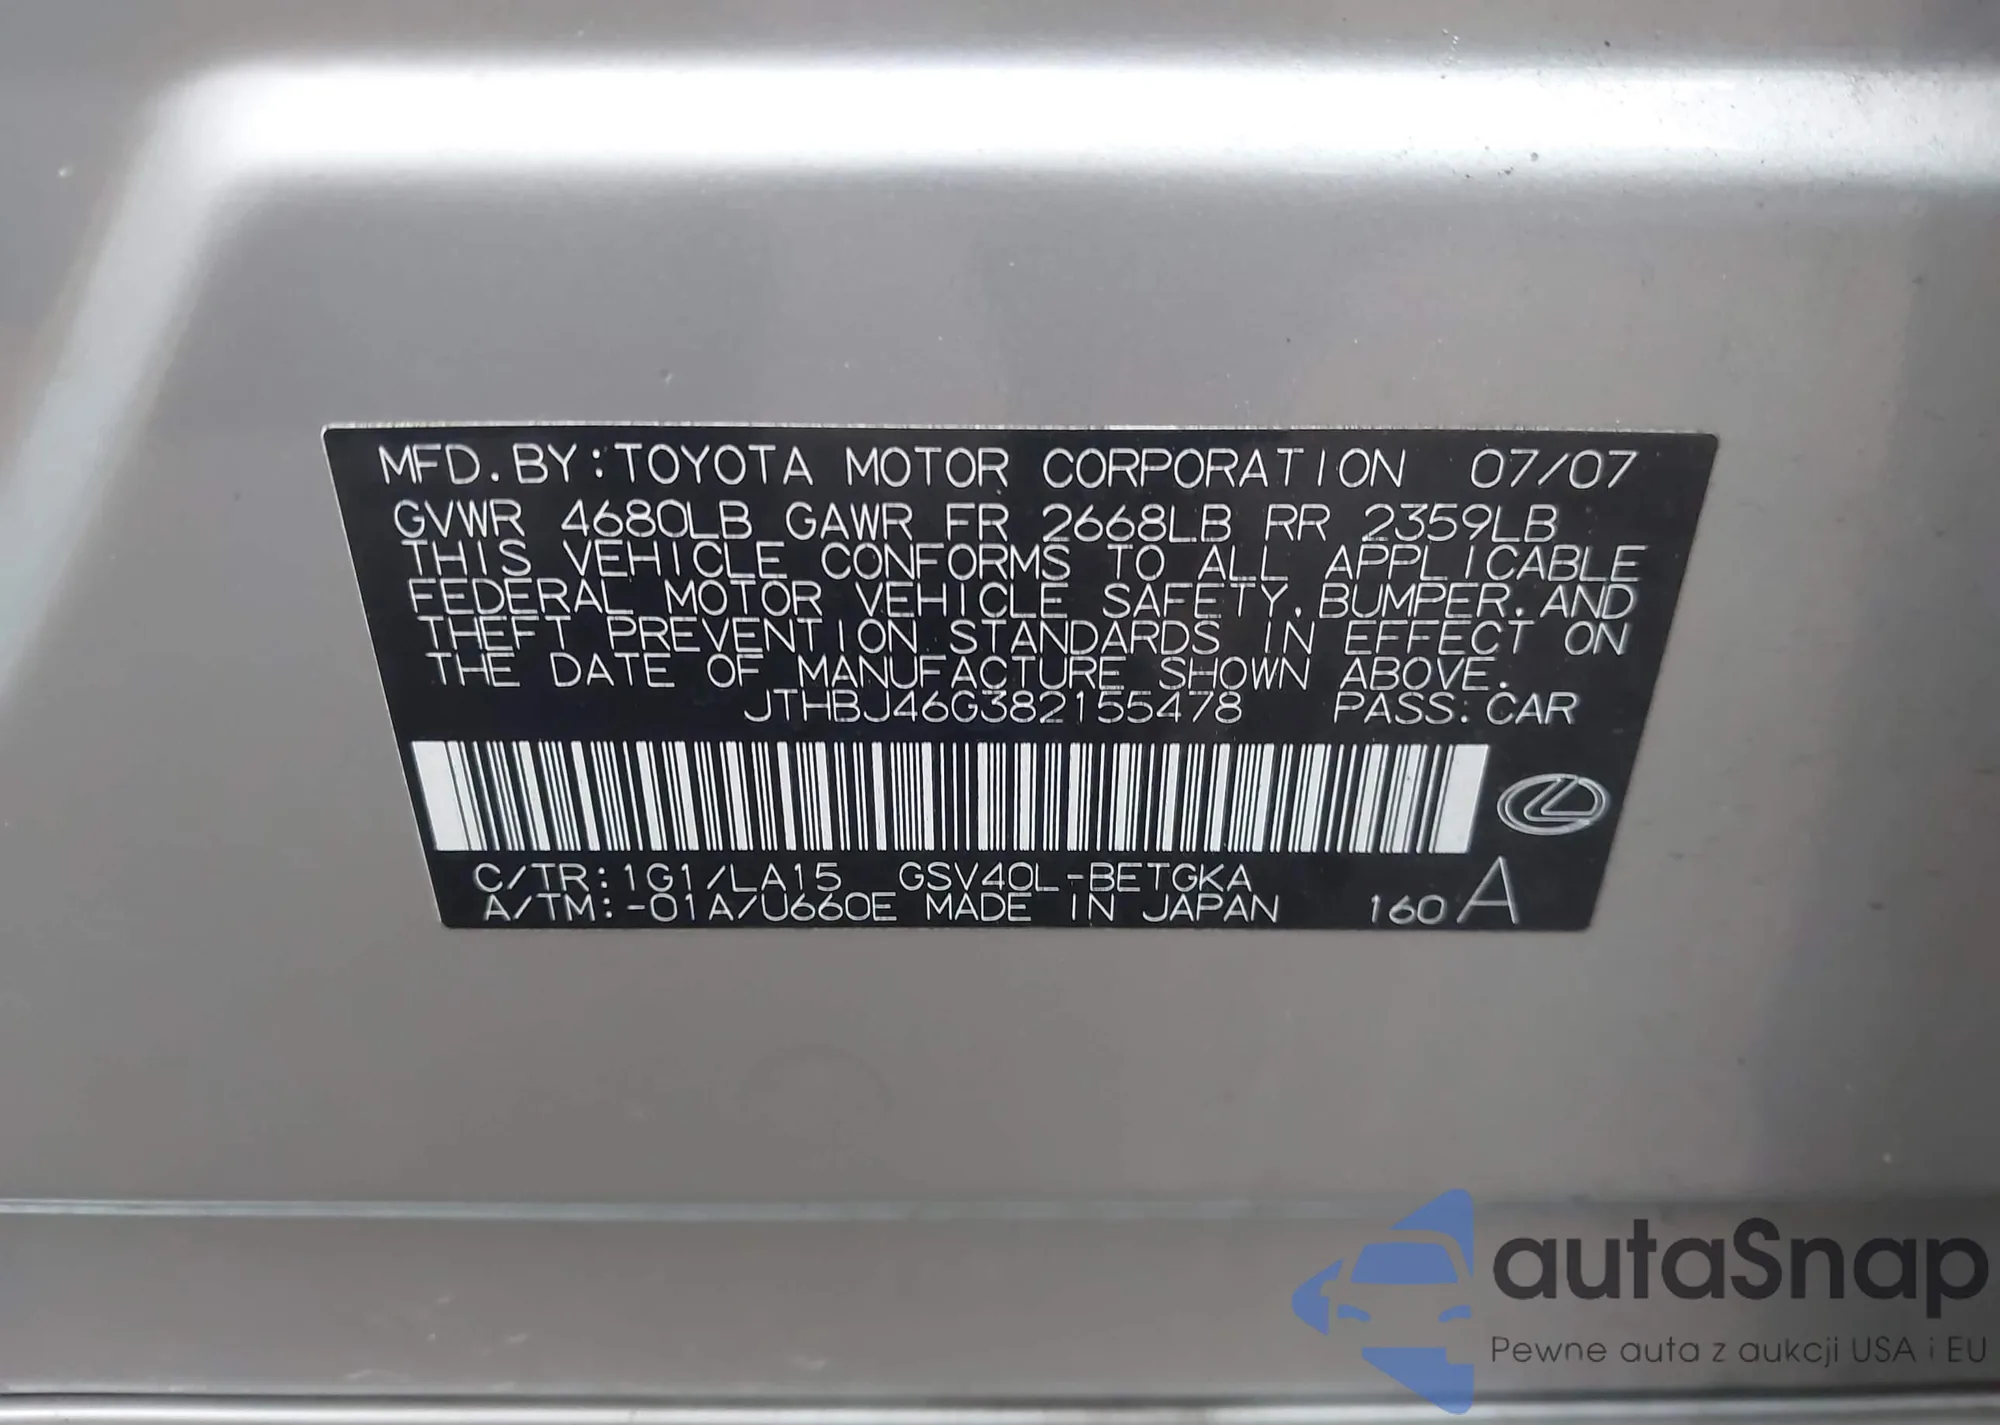 MFD. BY: TOYOTA MOTOR CORPORATION 07/07
GVWR 4680LB GAWR FR 2668LB RR 2359LB
THIS VEHICLE CONFORMS TO ALL APPLICABLE
FEDERAL MOTOR VEHICLE SAFETY, BUMPER, AND
THEFT PREVENTION STANDARDS IN EFFECT ON
THE DATE OF MANUFACTURE SHOWN ABOVE.
JTHBJ46G382155478 PASS. CAR
C/TR: 1G1/LA15 GSV40L-BETGKA
A/TM: -01A/U660E MADE IN JAPAN 160 A
autaSnap
Pewne auta z aukcji USA i EU